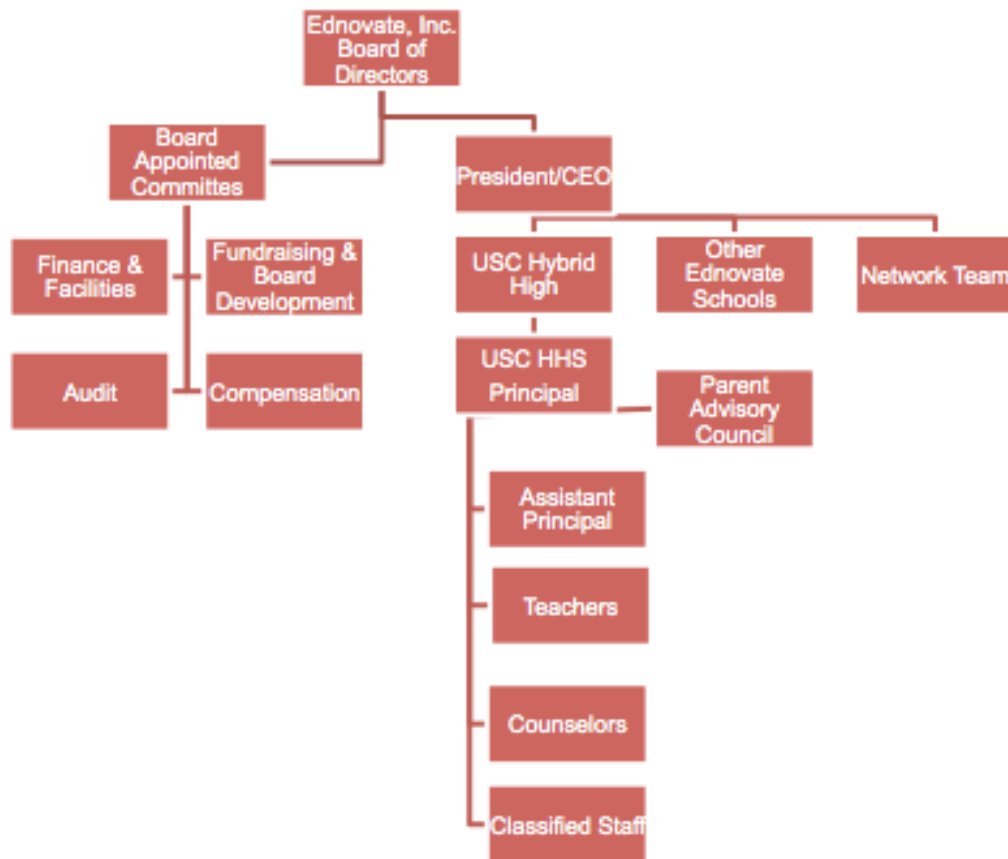 Ednovate, Inc.
Board of
Directors
Board
Appointed
Committes
President/CEO
Finance &
Facilities
Fundraising &
Board
Development
USC Hybrid
High
Other
Ednovate
Schools
Network Team
Audit
Compensation
USC HHS
Principal
Parent
Advisory
Council
Assistant
Principal
Teachers
Counselors
Classified Staff